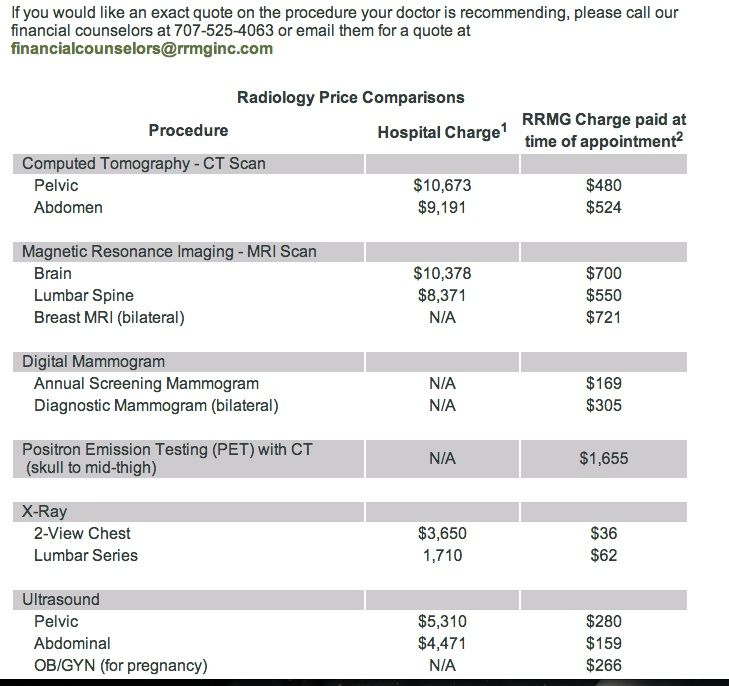 If you would like an exact quote on the procedure your doctor is recommending, please call our
financial counselors at 707-525-4063 or email them for a quote at
financialcounselors@rrmginc.com
Radiology Price Comparisons
Procedure Hospital Charge1 RRMG Charge paid at
time of appointment2
Computed Tomography - CT Scan
Pelvic $10,673 $480
Abdomen $9,191 $524
Magnetic Resonance Imaging - MRI Scan
Brain $10,378 $700
Lumbar Spine $8,371 $550
Breast MRI (bilateral) N/A $721
Digital Mammogram
Annual Screening Mammogram N/A $169
Diagnostic Mammogram (bilateral) N/A $305
Positron Emission Testing (PET) with CT
(skull to mid-thigh) N/A $1,655
X-Ray
2-View Chest $3,650 $36
Lumbar Series 1,710 $62
Ultrasound
Pelvic $5,310 $280
Abdominal $4,471 $159
OB/GYN (for pregnancy) N/A $266